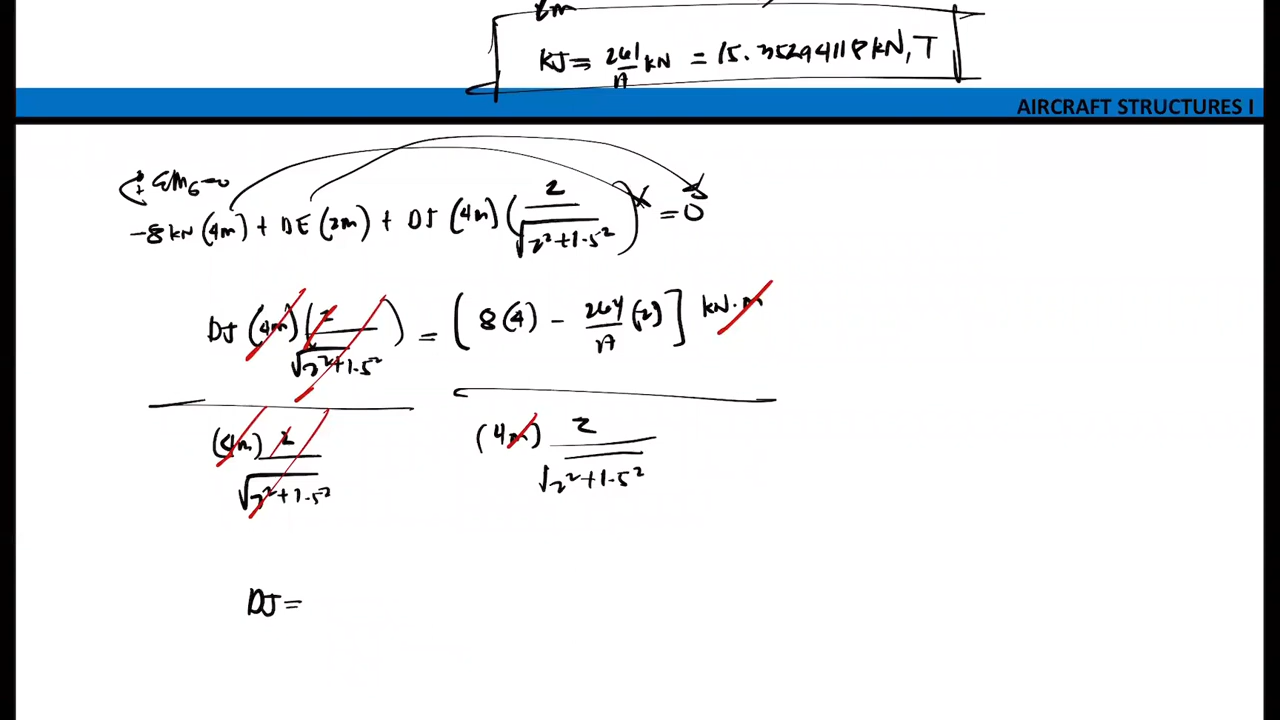 2m
KJ = 261/17 kN = 15.35294118 kN, T
AIRCRAFT STRUCTURES I
+ ΣM_G = 0
-8kN (4m) + DE (2m) + DJ (4m) (2/√(2²+1.5²)) = 0
DJ (4m) (2/√(2²+1.5²)) = [8(4) - 264/17 (2)] kN·m
(4m) 2/√(2²+1.5²) (4m) 2/√(2²+1.5²)
DJ =